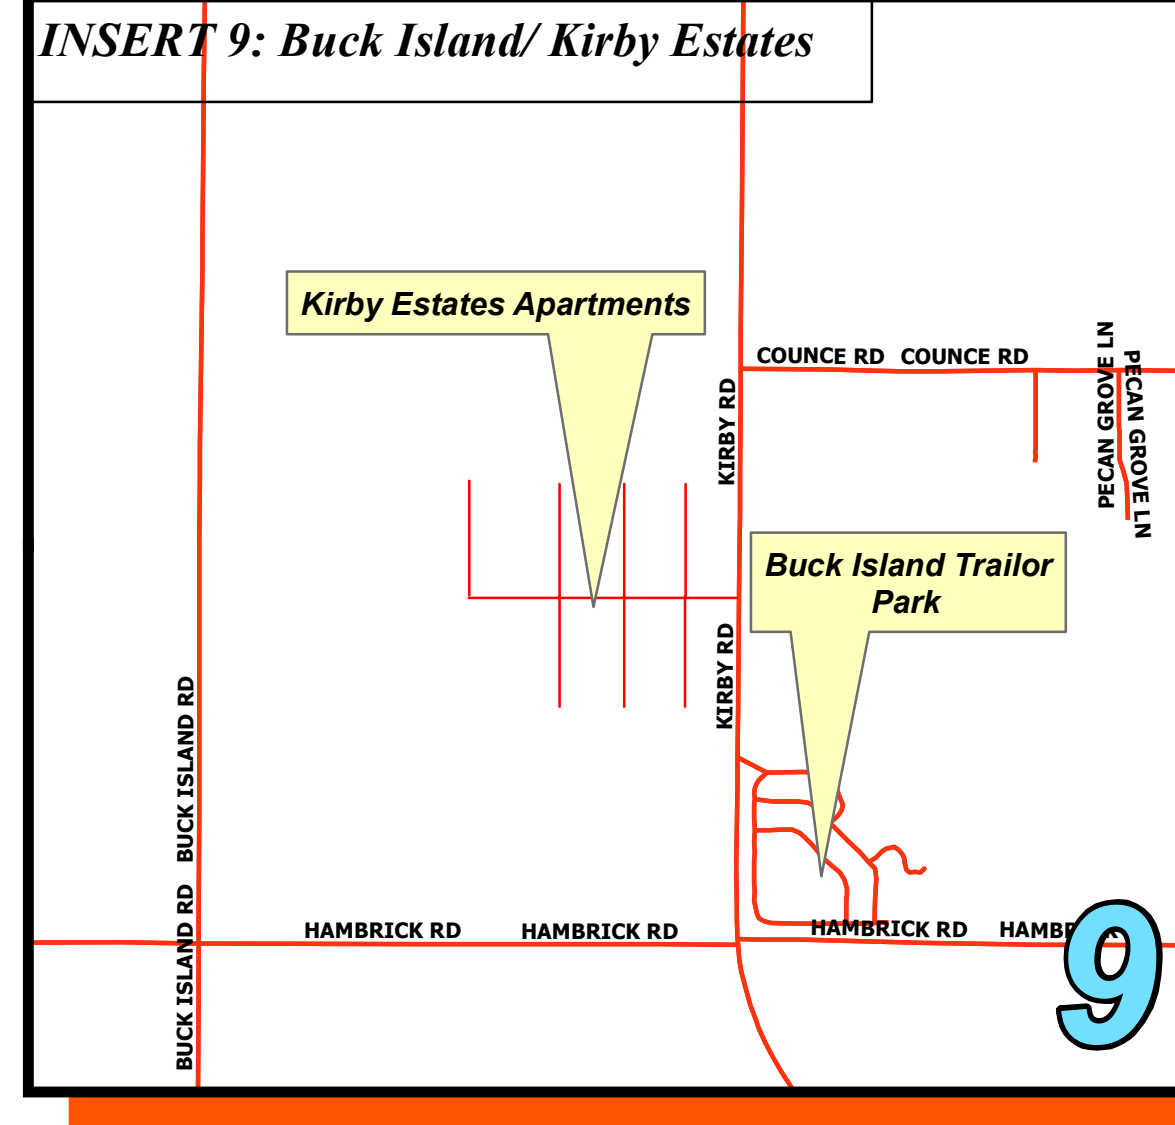 INSERT 9: Buck Island/ Kirby Estates
Kirby Estates Apartments
COUNCE RD
COUNCE RD
PECAN GROVE LN
PECAN GROVE LN
KIRBY RD
Buck Island Trailor
Park
KIRBY RD
BUCK ISLAND RD
BUCK ISLAND RD
HAMBRICK RD
HAMBRICK RD
HAMBRICK RD
9